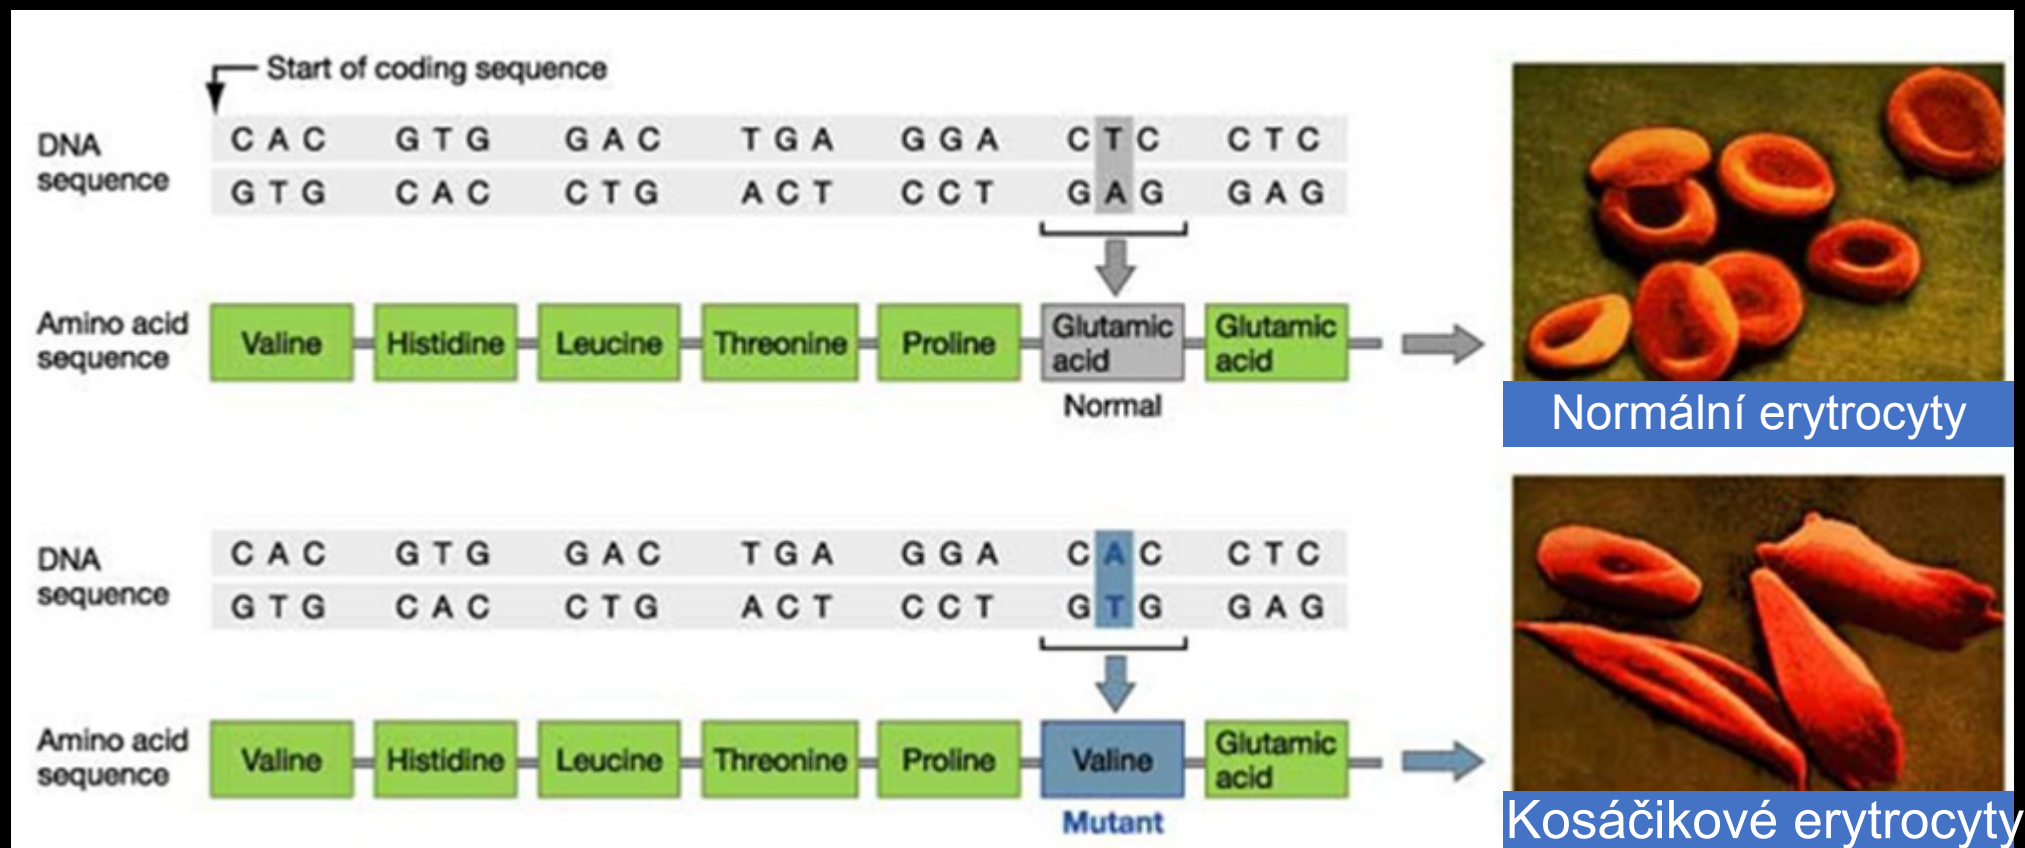 Start of coding sequence
DNA
sequence
C A C G T G G A C T G A G G A C T C C T C
G T G C A C C T G A C T C C T G A G G A G
Amino acid
sequence
Valine Histidine Leucine Threonine Proline Glutamic
acid Glutamic
acid
Normal
Normální erytrocyty
DNA
sequence
C A C G T G G A C T G A G G A C A C C T C
G T G C A C C T G A C T C C T G T G G A G
Amino acid
sequence
Valine Histidine Leucine Threonine Proline Valine Glutamic
acid
Mutant
Kosáčikové erytrocyty